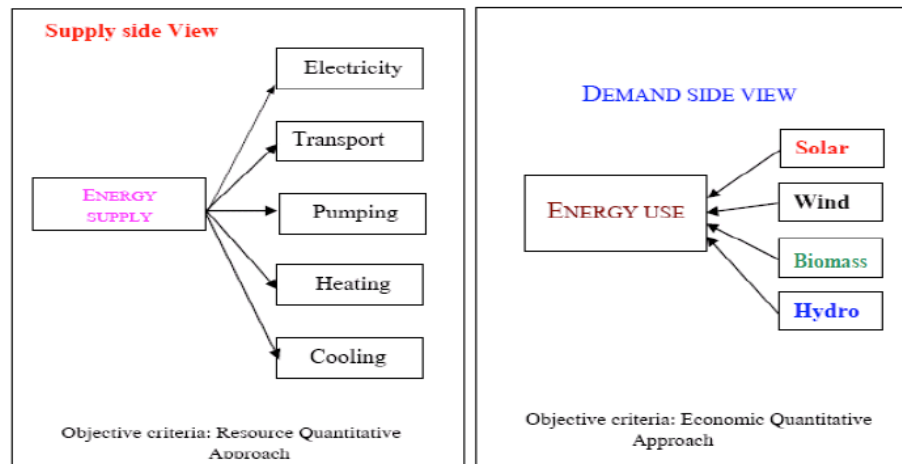 Supply side View
Electricity
Transport
ENERGY
SUPPLY
Pumping
Heating
Cooling
Objective criteria: Resource Quantitative
Approach
DEMAND SIDE VIEW
Solar
ENERGY USE
Wind
Biomass
Hydro
Objective criteria: Economic Quantitative
Approach